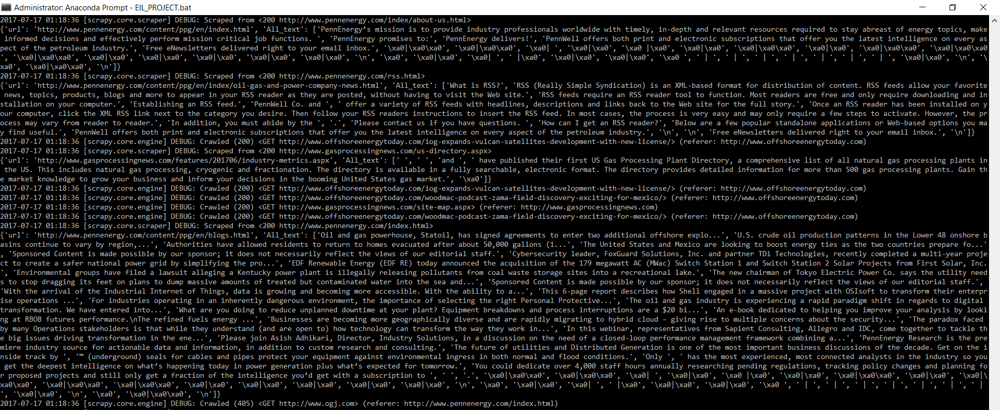 Administrator: Anaconda Prompt - EIL_PROJECT.bat
2017-07-17 01:18:36 [scrapy.core.scraper] DEBUG: Scraped from <200 http://www.pennenergy.com/index/about-us.html>
{'url': 'http://www.pennenergy.com/content/ppg/en/index.html', 'All_text': ['PennEnergy’s mission is to provide industry professionals worldwide with timely, in-depth and relevant resources required to stay abreast of energy topics, make
 informed decisions and effectively perform mission critical job functions. ', 'PennEnergy promises to:', 'PennEnergy delivers!', 'PennWell offers both print and electronic subscriptions that offer you the latest intelligence on every as
pect of the petroleum industry.', 'Free eNewsletters delivered right to your email inbox.', '\xa0|\xa0\xa0', '\xa0|\xa0\xa0', '\xa0| ', '\xa0|\xa0', '\xa0 |\xa0', '\xa0|\xa0', '\xa0|\xa0\xa0', '\xa0|\xa0', '\xa0|\xa0\xa0', '\xa0|\xa0\xa0
', '\xa0|\xa0\xa0', '\xa0|\xa0', '\xa0|\xa0', '\xa0|\xa0', '\xa0|\xa0', '\xa0|\xa0', '\xa0|\xa0', '\n', '\xa0', '\xa0|\xa0', '\xa0| ', ' |\xa0', '\xa0|\xa0', '\xa0|\xa0', '\xa0 ', ' | ', ' | ', ' | ', ' | ', ' | ', ' | ', '\xa0|\xa0', '\n', '\
xa0', '\xa0|\xa0\xa0', '\n']}
2017-07-17 01:18:36 [scrapy.core.scraper] DEBUG: Scraped from <200 http://www.pennenergy.com/rss.html>
{'url': 'http://www.pennenergy.com/content/ppg/en/index/oil-gas-and-power-company-news.html', 'All_text': ['What is RSS?', 'RSS (Really Simple Syndication) is an XML-based format for distribution of content. RSS feeds allow your favorite
 news, topics, products, blogs and more to appear in your RSS reader as they are posted, without having to visit the Web site.', 'RSS feeds require an RSS reader tool to function. Most readers are free and only require downloading and in
stallation on your computer.', 'Establishing an RSS feed.', 'PennWell Co. and ', ' offer a variety of RSS feeds with headlines, descriptions and links back to the Web site for the full story.', 'Once an RSS reader has been installed on y
our computer, click the XML RSS link next to the category you desire. Then follow your RSS readers instructions to insert the RSS feed. In most cases, the process is very easy and may only require a few steps to activate. However, the pr
ocess may vary from reader to reader.', 'In addition, you must abide by the ', '.', 'Please contact us if you have questions. ', 'How can I get an RSS reader?', 'Below are a few popular standalone applications or Web-based options you ma
y find useful.', 'PennWell offers both print and electronic subscriptions that offer you the latest intelligence on every aspect of the petroleum industry.', '\n', '\n', 'Free eNewsletters delivered right to your email inbox.', '\n']}
2017-07-17 01:18:36 [scrapy.core.engine] DEBUG: Crawled (200) <GET http://www.offshoreenergytoday.com/iog-expands-vulcan-satellites-development-with-new-license/> (referer: http://www.offshoreenergytoday.com)
2017-07-17 01:18:36 [scrapy.core.scraper] DEBUG: Scraped from <200 http://www.gasprocessingnews.com/us-directory.aspx>
{'url': 'http://www.gasprocessingnews.com/features/201706/industry-metrics.aspx', 'All_text': [' ', ' ', 'and ', ' have published their first US Gas Processing Plant Directory, a comprehensive list of all natural gas processing plants in
 the US. This includes natural gas processing, cryogenic and fractionation. The directory is available in a fully searchable, electronic format. The directory provides detailed information for more than 500 gas processing plants. Gain th
e market knowledge to grow your business and inform your decisions in the booming United States gas market.', '\xa0']}
2017-07-17 01:18:36 [scrapy.core.engine] DEBUG: Crawled (200) <GET http://www.offshoreenergytoday.com/iog-expands-vulcan-satellites-development-with-new-license/> (referer: http://www.offshoreenergytoday.com)
2017-07-17 01:18:36 [scrapy.core.engine] DEBUG: Crawled (200) <GET http://www.offshoreenergytoday.com/woodmac-podcast-zama-field-discovery-exciting-for-mexico/> (referer: http://www.offshoreenergytoday.com)
2017-07-17 01:18:36 [scrapy.core.engine] DEBUG: Crawled (200) <GET http://www.gasprocessingnews.com/site-map.aspx> (referer: http://www.gasprocessingnews.com)
2017-07-17 01:18:36 [scrapy.core.engine] DEBUG: Crawled (200) <GET http://www.offshoreenergytoday.com/woodmac-podcast-zama-field-discovery-exciting-for-mexico/> (referer: http://www.offshoreenergytoday.com)
2017-07-17 01:18:36 [scrapy.core.scraper] DEBUG: Scraped from <200 http://www.pennenergy.com/index.html>
{'url': 'http://www.pennenergy.com/content/ppg/en/blogs.html', 'All_text': ['Oil and gas powerhouse, Statoil, has signed agreements to enter two additional offshore explo...', 'U.S. crude oil production patterns in the Lower 48 onshore b
asins continue to vary by region,...', 'Authorities have allowed residents to return to homes evacuated after about 50,000 gallons (1...', 'The United States and Mexico are looking to boost energy ties as the two countries prepare fo...'
, 'Sponsored Content is made possible by our sponsor; it does not necessarily reflect the views of our editorial staff.', 'Cybersecurity leader, FoxGuard Solutions, Inc. and partner TDi Technologies, recently completed a multi-year proje
ct to create a safer national power grid by simplifying the pro...', 'EDF Renewable Energy (EDF RE) today announced the acquisition of the 179 megawatt AC (MWac) Switch Station 1 and Switch Station 2 Solar Projects from First Solar, Inc.
', 'Environmental groups have filed a lawsuit alleging a Kentucky power plant is illegally releasing pollutants from coal waste storage sites into a recreational lake.', 'The new chairman of Tokyo Electric Power Co. says the utility need
s to stop dragging its feet on plans to dump massive amounts of treated but contaminated water into the sea and...', 'Sponsored Content is made possible by our sponsor; it does not necessarily reflect the views of our editorial staff.',
'With the arrival of the Industrial Internet of Things, data is growing and becoming more accessible. With the ability to a...', 'This 6-page report describes how Shell engaged in a massive project with OSIsoft to transform their enterpr
ise operations ...', 'For industries operating in an inherently dangerous environment, the importance of selecting the right Personal Protective...', 'The oil and gas industry is experiencing a rapid paradigm shift in regards to digital
transformation. We have entered into...', 'What are you doing to reduce unplanned downtime at your plant? Equipment breakdowns and process interruptions are a $20 bi...', 'An e-book dedicated to helping you improve your analysis by looki
ng at RBOB futures performance.\nThe refined fuels energy ...', 'Businesses are becoming more geographically diverse and are rapidly migrating to hybrid cloud – giving rise to multiple concerns about the security...', 'The paradox faced
by many Operations stakeholders is that while they understand (and are open to) how technology can transform the way they work in...', 'In this webinar, representatives from Sapient Consulting, Allegro and IDC, come together to tackle th
e big issues driving transformation in the ene...', 'Please join Asish Adhikari, Director, Industry Solutions, in a discussion on the need of a closed-loop performance management framework combining a...', 'PennEnergy Research is the pre
miere industry source for actionable data and information, in addition to custom research and consulting.', 'The future of utilities and Distributed Generation is one of the most important business discussions of the decade. Get on the i
nside track by ', '™ (underground) seals for cables and pipes protect your equipment against environmental ingress in both normal and flood conditions.', 'Only ', ' has the most experienced, most connected analysts in the industry so you
 get the deepest intelligence on what’s happening today in power generation plus what’s expected for tomorrow.', 'You could dedicate over 4,000 staff hours annually researching pending regulations, tracking policy changes and planning fo
r proposed projects and still only get a fraction of the intelligence you’d get with a subscription to ', ' ', '.', '\xa0|\xa0\xa0', '\xa0|\xa0\xa0', '\xa0| ', '\xa0|\xa0', '\xa0 |\xa0', '\xa0|\xa0', '\xa0|\xa0\xa0', '\xa0|\xa0', '\xa0|\
xa0\xa0', '\xa0|\xa0\xa0', '\xa0|\xa0\xa0', '\xa0|\xa0', '\xa0|\xa0', '\xa0|\xa0', '\xa0|\xa0', '\xa0|\xa0', '\xa0|\xa0', '\n', '\xa0', '\xa0|\xa0', '\xa0| ', ' |\xa0', '\xa0|\xa0', '\xa0|\xa0', '\xa0 ', ' | ', ' | ', ' | ', ' | ', ' | ', ' |
', '\xa0|\xa0', '\n', '\xa0', '\xa0|\xa0\xa0', '\n']}
2017-07-17 01:18:36 [scrapy.core.engine] DEBUG: Crawled (405) <GET http://www.ogj.com> (referer: http://www.pennenergy.com/index.html)